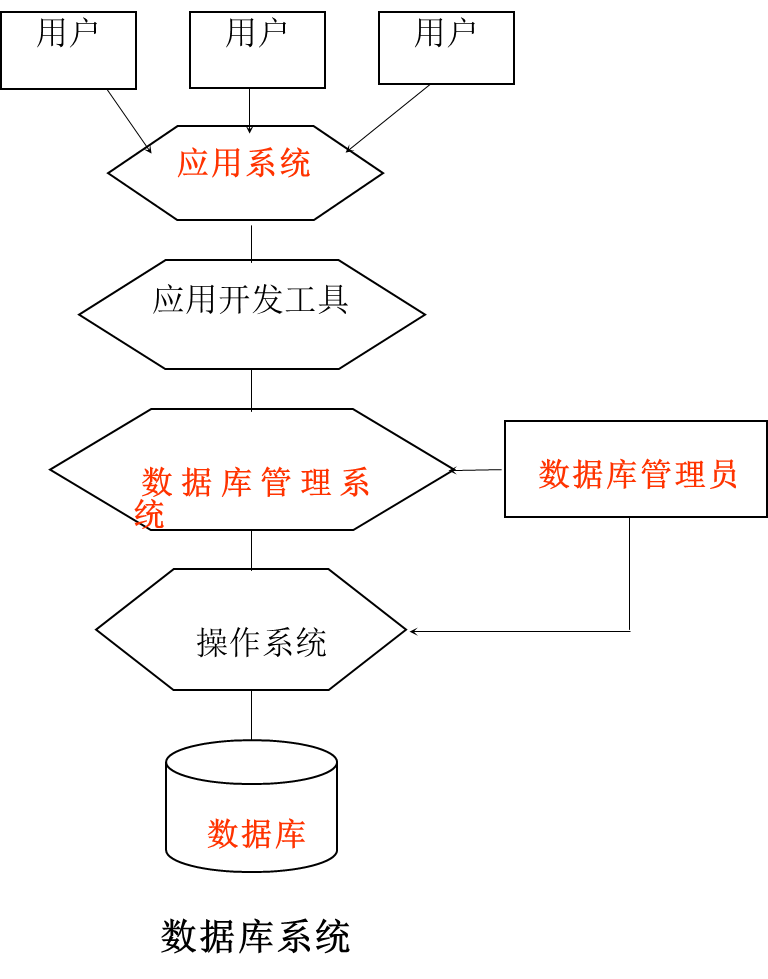 用户
用户
用户
应用系统
应用开发工具
数据库管理系
统
数据库管理员
操作系统
数据库
数据库系统